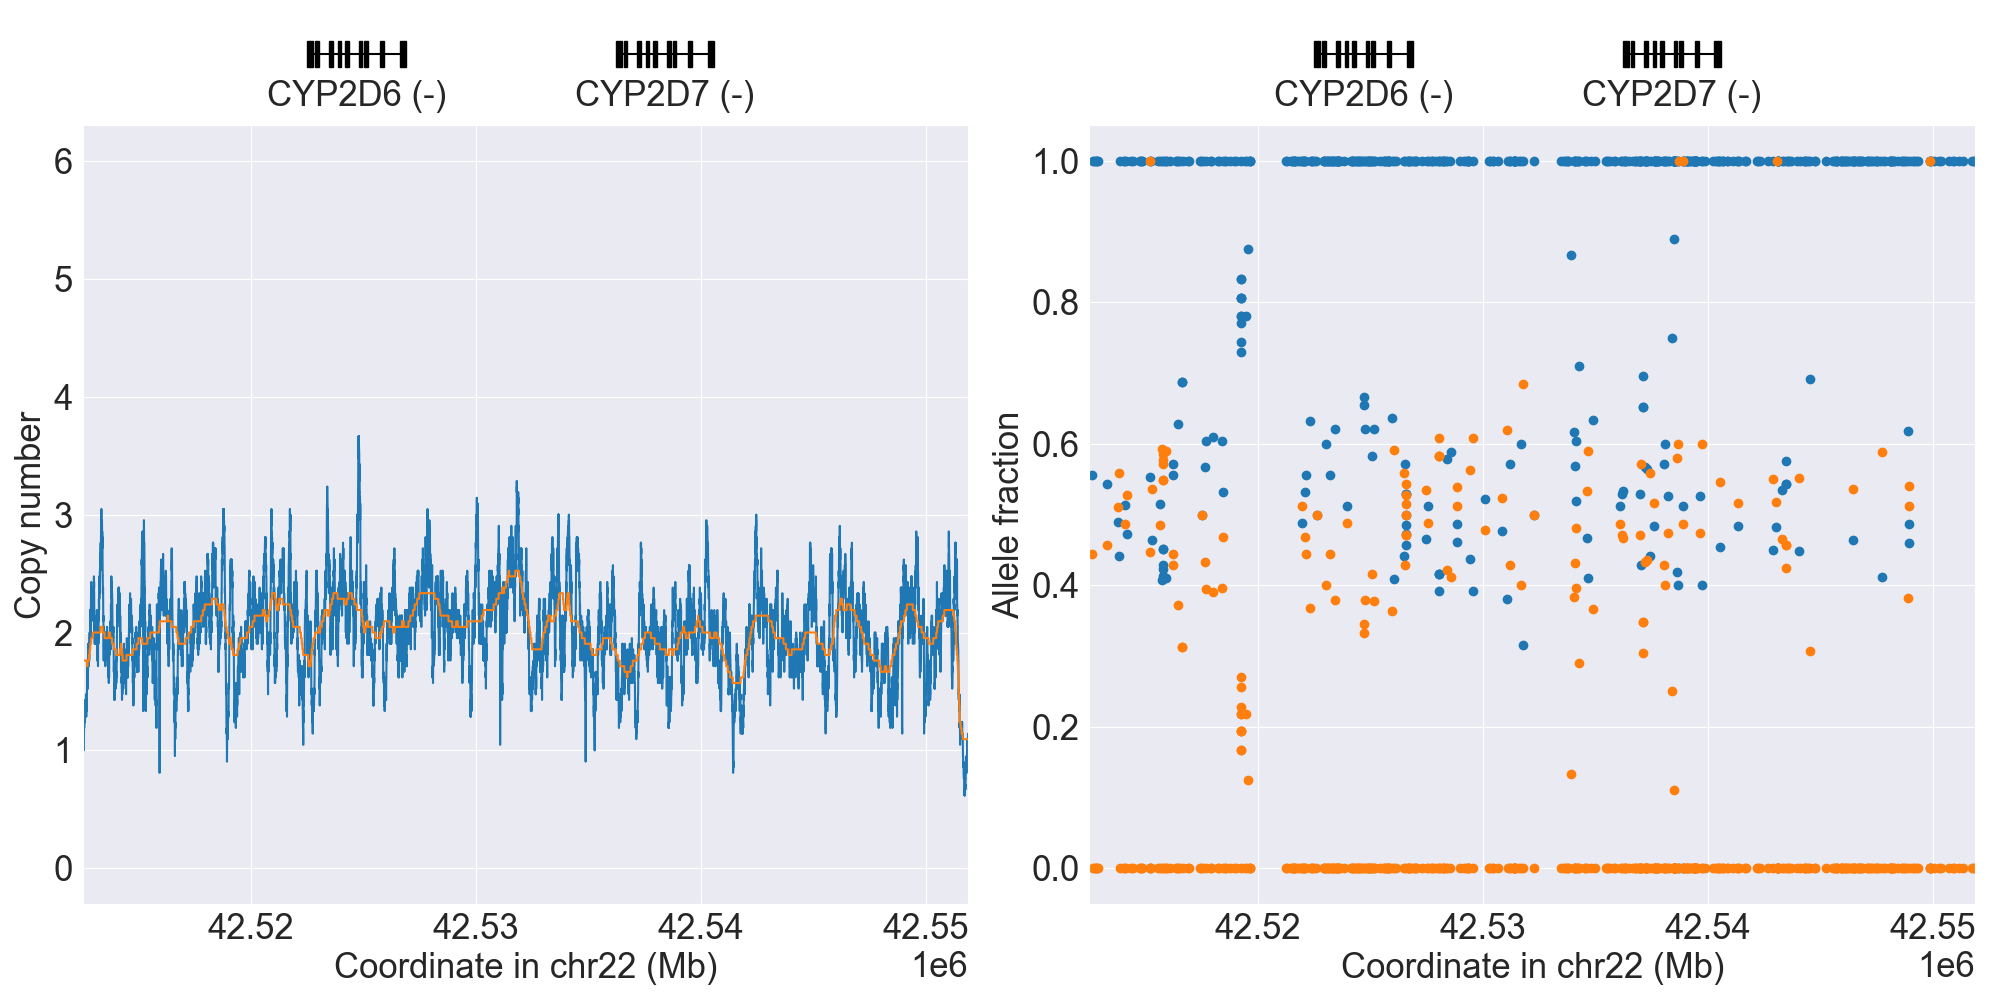 CYP2D6 (-)
CYP2D7 (-)
6
5
4
3
2
1
0
Copy number
42.52
42.53
42.54
42.55
Coordinate in chr22 (Mb)
1e6
CYP2D6 (-)
CYP2D7 (-)
1.0
0.8
0.6
0.4
0.2
0.0
Allele fraction
42.52
42.53
42.54
42.55
Coordinate in chr22 (Mb)
1e6